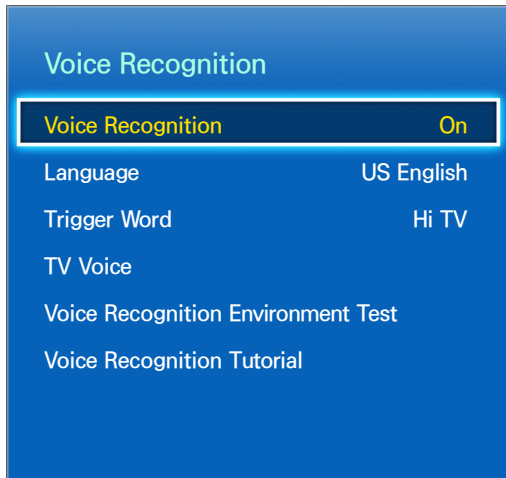 Voice Recognition
Voice Recognition On
Language US English
Trigger Word Hi TV
TV Voice
Voice Recognition Environment Test
Voice Recognition Tutorial